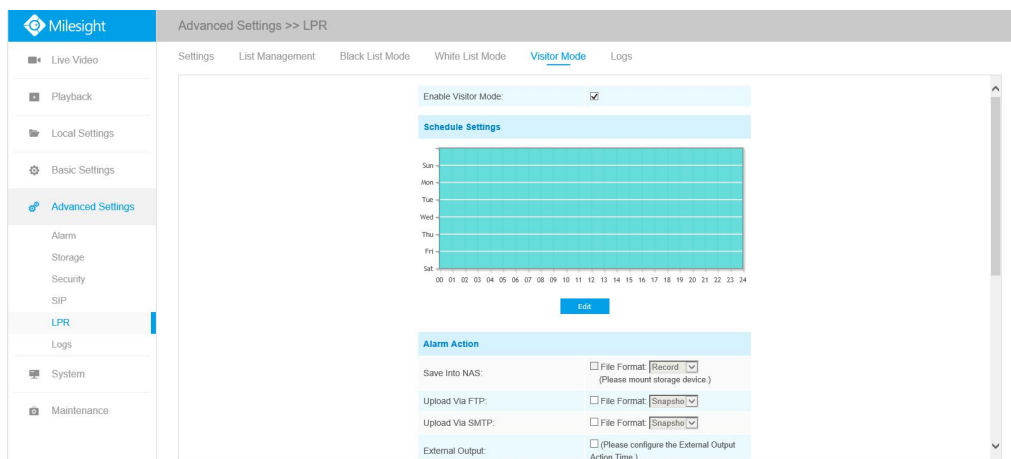 Milesight
Advanced Settings >> LPR
Live Video
Playback
Local Settings
Basic Settings
Advanced Settings
Alarm
Storage
Security
SIP
LPR
Logs
System
Maintenance
Settings List Management Black List Mode White List Mode Visitor Mode Logs
Enable Visitor Mode:
Schedule Settings
Sun
Mon
Tue
Wed
Thu
Fri
Sat
00 01 02 03 04 05 06 07 08 09 10 11 12 13 14 15 16 17 18 19 20 21 22 23 24
Edit
Alarm Action
Save Into NAS: File Format: Record
(Please mount storage device.)
Upload Via FTP: File Format: Snapsho
Upload Via SMTP: File Format: Snapsho
External Output: (Please configure the External Output
Action Time.)